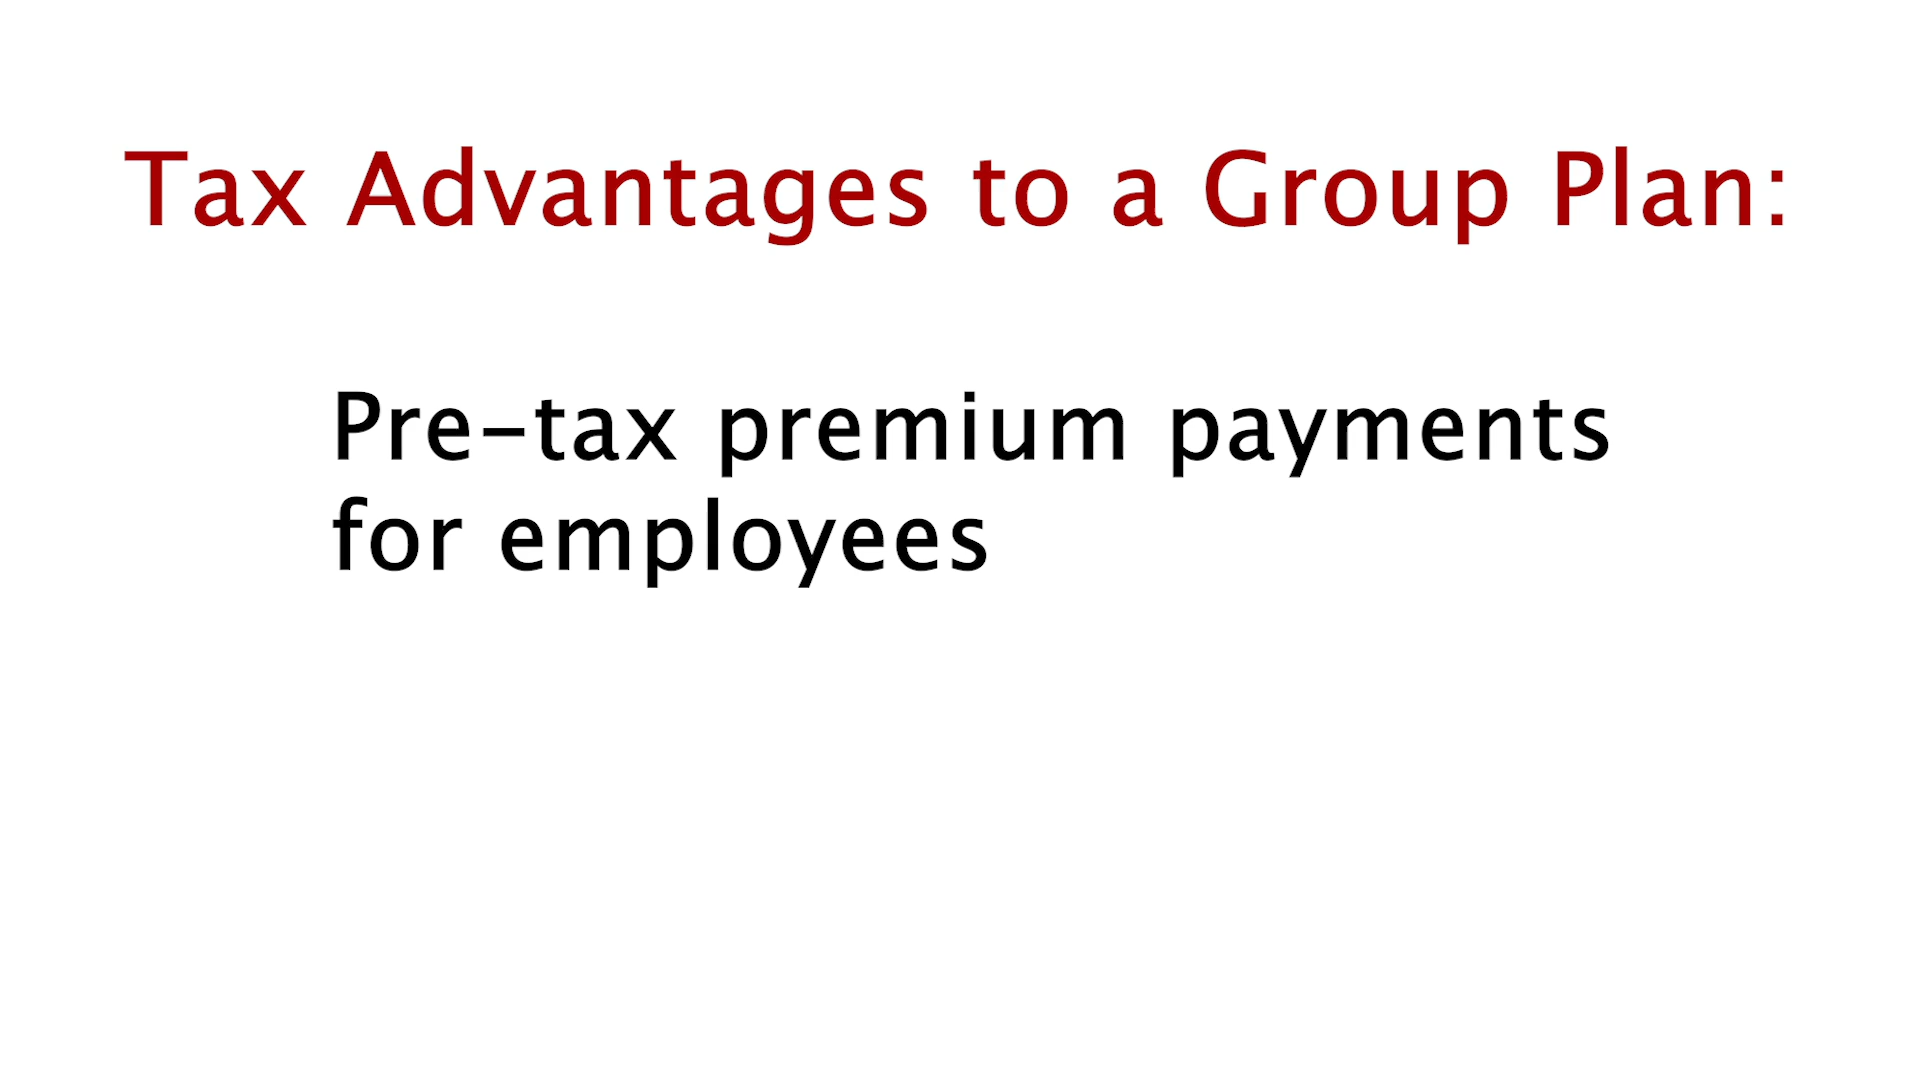 Tax Advantages to a Group Plan:
Pre-tax premium payments
for employees